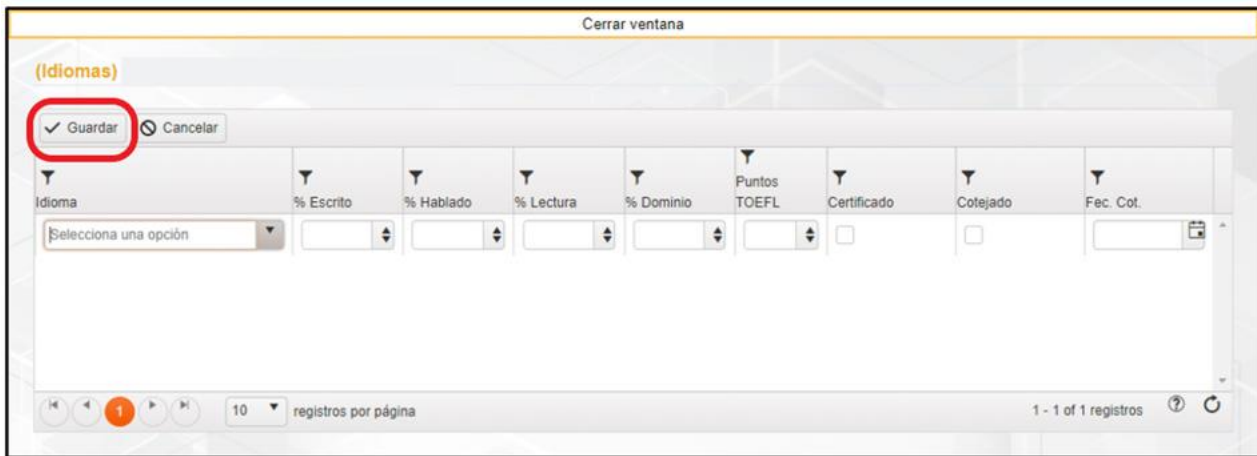 Cerrar ventana
(Idiomas)
Guardar Cancelar
Idioma % Escrito % Hablado % Lectura % Dominio Puntos TOEFL Certificado Cotejado Fec. Cot.
Selecciona una opción
1 10 registros por página 1 - 1 of 1 registros